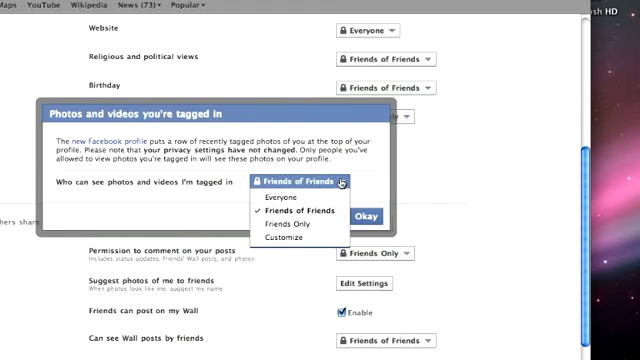 Maps YouTube Wikipedia News (73) Popular
sh HD
Website Everyone
Religious and political views Friends of Friends
Birthday Friends of Friends
Photos and videos you're tagged in
The new Facebook profile puts a row of recently tagged photos of you at the top of your
profile. Please note that your privacy settings have not changed. Only people you've
allowed to view photos you're tagged in will see these photos on your profile.
Who can see photos and videos I'm tagged in Friends of Friends
Everyone
Friends of Friends
Friends Only
Customize
Okay
hers share
Permission to comment on your posts Friends Only
Includes status updates, friends' Wall posts, and photos
Suggest photos of me to friends Edit Settings
When photos look like me, suggest my name
Friends can post on my Wall Enable
Can see Wall posts by friends Friends of Friends